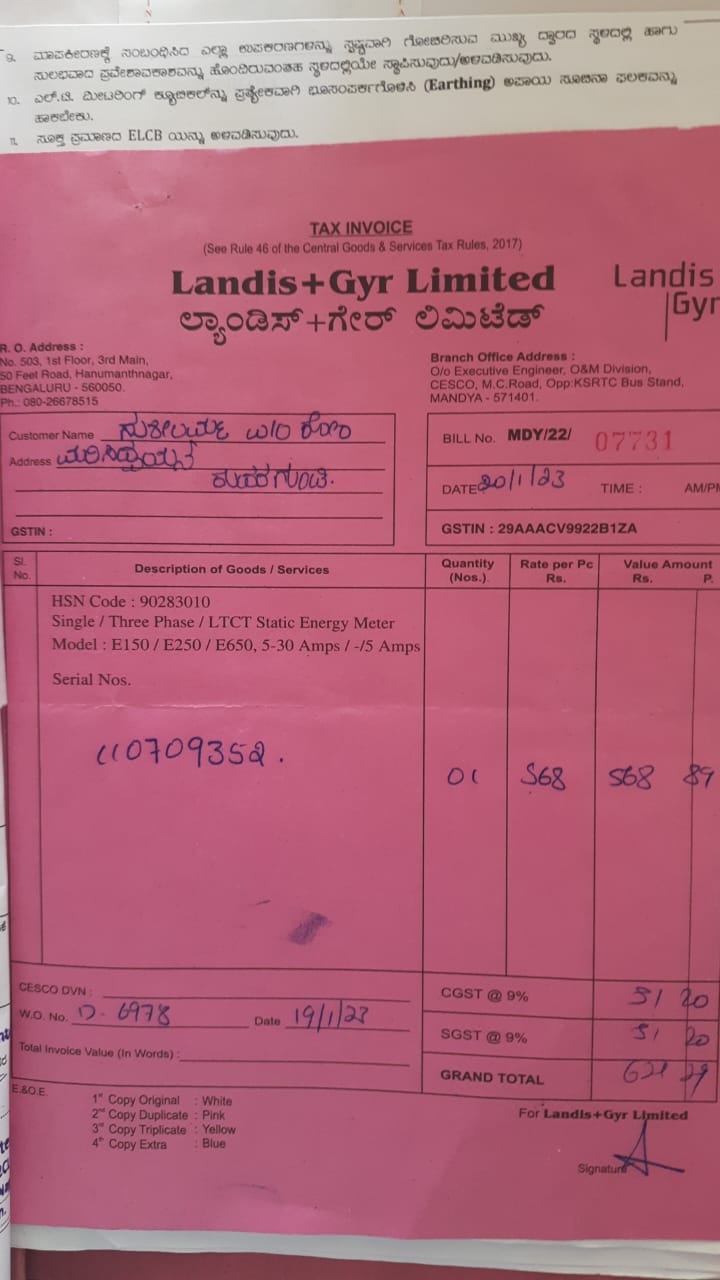 9. ಮಾಪಕೀರಣಕ್ಕೆ ಸಂಬಂಧಿಸಿದ ಎಲ್ಲಾ ಉಪಕರಣಗಳನ್ನು ಸ್ಪಷ್ಟವಾಗಿ ಗೋಚರಿಸುವ ಮುಖ್ಯ ದ್ವಾರದ ಸ್ಥಳದಲ್ಲಿ ಹಾಗು
ಸುಲಭವಾದ ಪ್ರವೇಶಾವಕಾಶವನ್ನು ಹೊಂದಿರುವಂತಹ ಸ್ಥಳದಲ್ಲಿಯೇ ಸ್ಥಾಪಿಸುವುದು/ಅಳವಡಿಸುವುದು.
10. ಎಲ್.ಟಿ. ಮೀಟರಿಂಗ್ ಕ್ಯೂಬಿಕಲ್‌ನ್ನು ಪ್ರತ್ಯೇಕವಾಗಿ ಭೂಸಂಪರ್ಕಗೊಳಿಸಿ (Earthing) ಅಪಾಯ ಸೂಚನಾ ಫಲಕವನ್ನು
ಹಾಕಬೇಕು.
11. ಸೂಕ್ತ ಪ್ರಮಾಣದ ELCB ಯನ್ನು ಅಳವಡಿಸುವುದು.
TAX INVOICE
(See Rule 46 of the Central Goods & Services Tax Rules, 2017)
Landis+Gyr Limited
Landis
Gyr
ಲ್ಯಾಂಡಿಸ್+ಗೇರ್ ಲಿಮಿಟೆಡ್
R. O. Address :
No. 503, 1st Floor, 3rd Main,
50 Feet Road, Hanumanthnagar,
BENGALURU - 560050.
Ph.: 080-26678515
Branch Office Address :
O/o Executive Engineer, O&M Division,
CESCO, M.C.Road, Opp:KSRTC Bus Stand,
MANDYA - 571401.
Customer Name
Address
GSTIN :
BILL No. MDY/22/ 07731
DATE 20/1/23 TIME : AM/PM
GSTIN : 29AAACV9922B1ZA
Sl. No. Description of Goods / Services Quantity (Nos.). Rate per Pc Rs. Value Amount Rs. P.
HSN Code : 90283010
Single / Three Phase / LTCT Static Energy Meter
Model : E150 / E250 / E650, 5-30 Amps / -/5 Amps
Serial Nos.
110709352. 01 568 568 89
CESCO DVN :
W.O. No. D-6978 Date 19/1/23
Total Invoice Value (In Words) :
CGST @ 9% 51 20
SGST @ 9% 51 20
GRAND TOTAL
E.&O.E.
1st Copy Original : White
2nd Copy Duplicate : Pink
3rd Copy Triplicate : Yellow
4th Copy Extra : Blue
For Landis+Gyr Limited
Signature